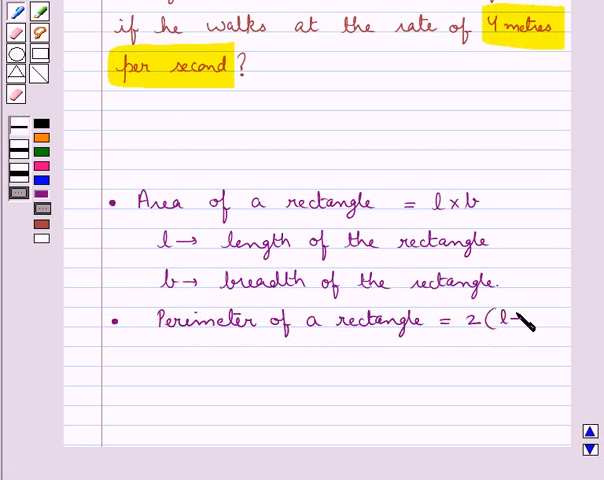 if he walks at the rate of 4 metres
per second?
• Area of a rectangle = l × b
l → length of the rectangle
b → breadth of the rectangle.
• Perimeter of a rectangle = 2 (l